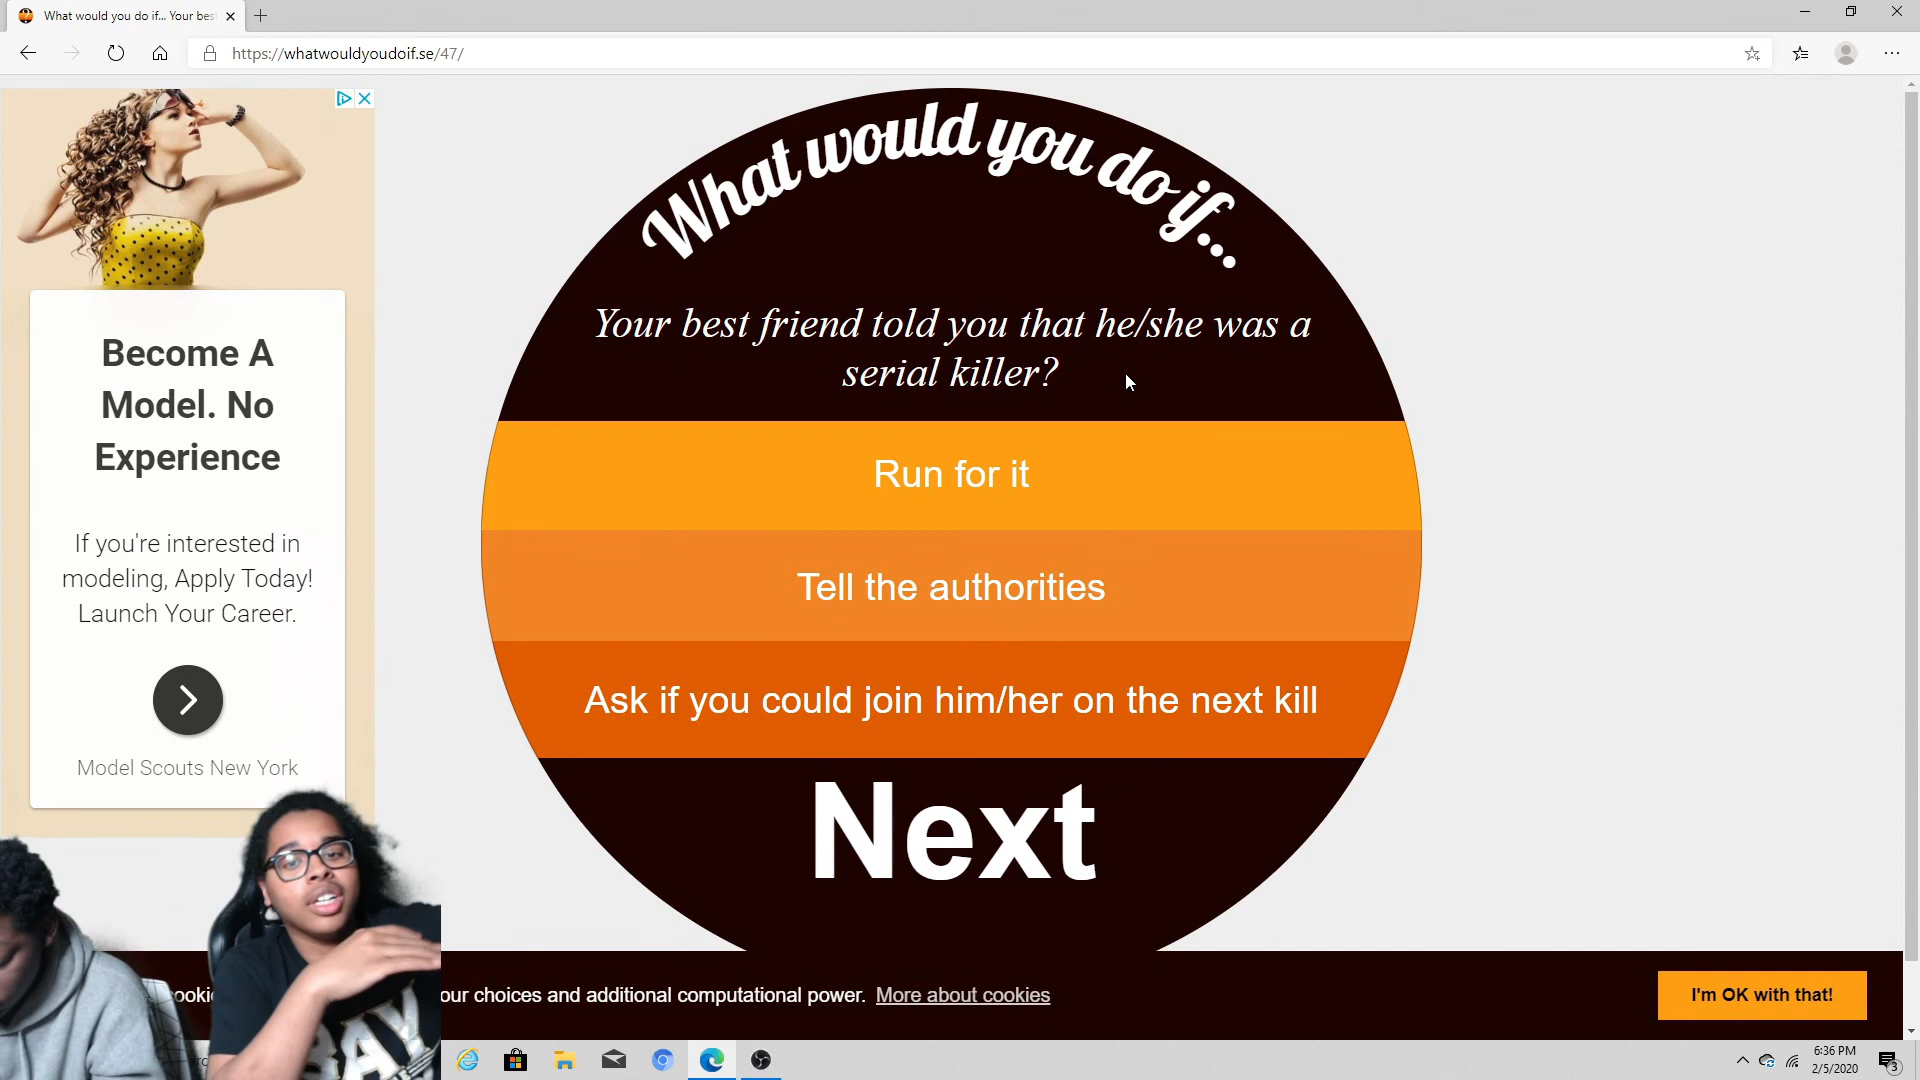 What would you do if... Your bes
https://whatwouldyoudoif.se/47/
What would you do if...
Your best friend told you that he/she was a
serial killer?
Run for it
Tell the authorities
Ask if you could join him/her on the next kill
Next
Become A
Model. No
Experience
If you're interested in
modeling, Apply Today!
Launch Your Career.
Model Scouts New York
our choices and additional computational power. More about cookies
I'm OK with that!
6:36 PM
2/5/2020
3